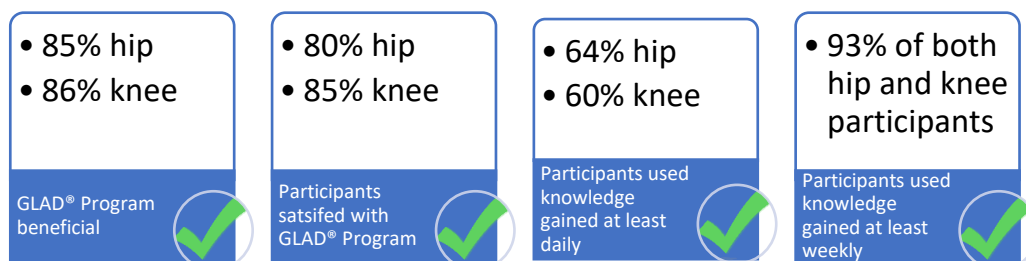 • 85% hip
• 86% knee
GLAD® Program
beneficial
• 80% hip
• 85% knee
Participants
satsifed with
GLAD® Program
• 64% hip
• 60% knee
Participants used
knowledge
gained at least
daily
• 93% of both
hip and knee
participants
Participants used
knowledge
gained at least
weekly